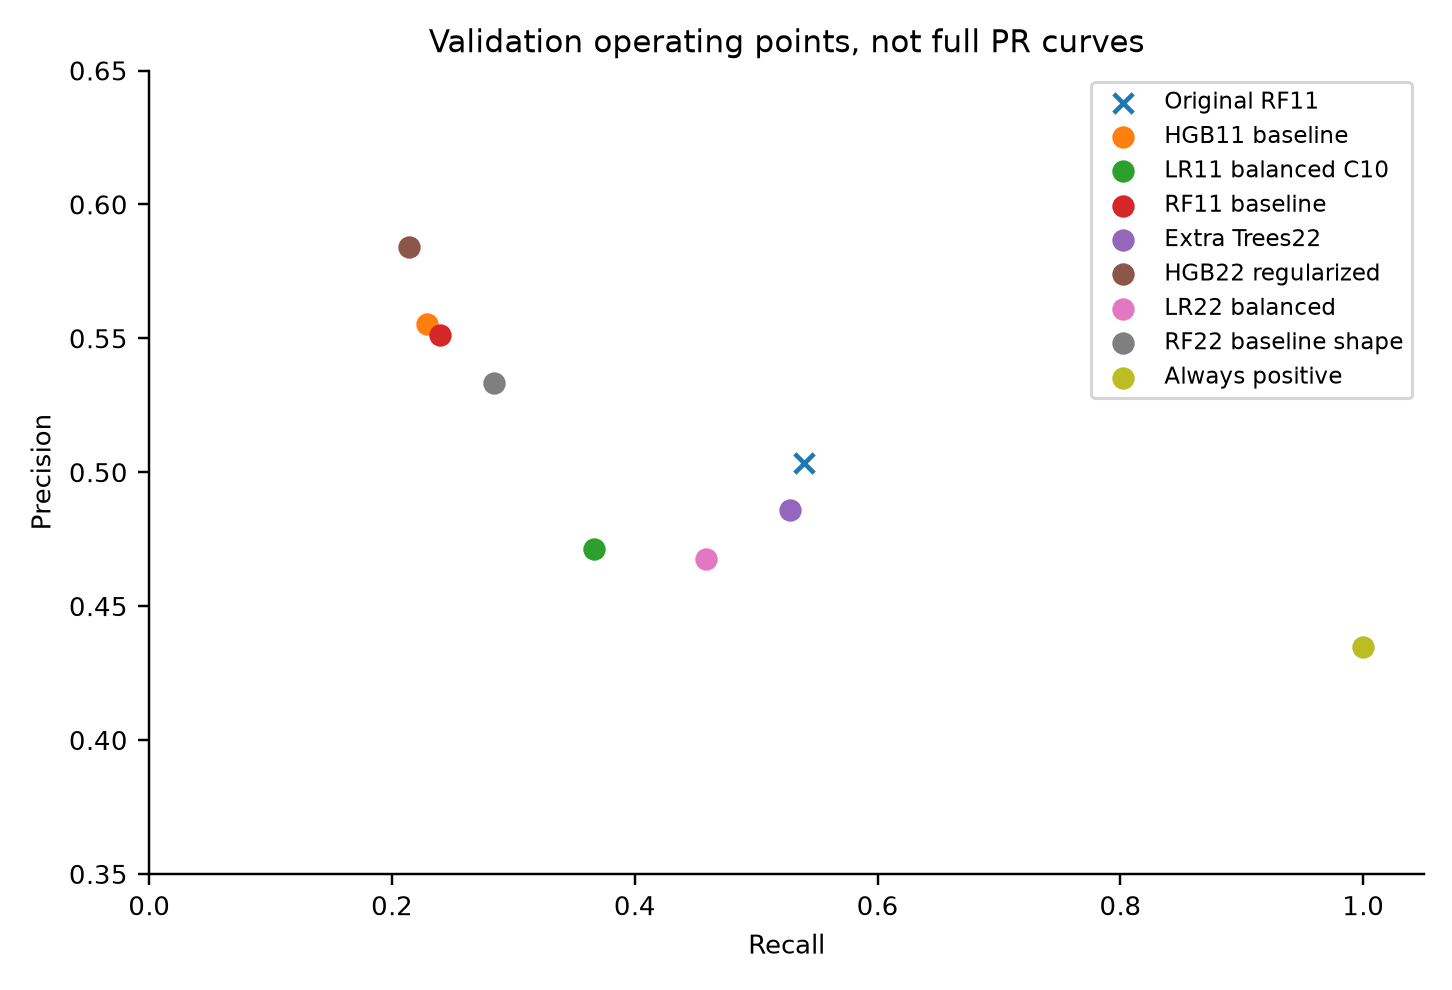 Validation operating points, not full PR curves
0.65
0.60
0.55
0.50
0.45
0.40
0.35
Precision
Original RF11
HGB11 baseline
LR11 balanced C10
RF11 baseline
Extra Trees22
HGB22 regularized
LR22 balanced
RF22 baseline shape
Always positive
0.0 0.2 0.4 0.6 0.8 1.0
Recall